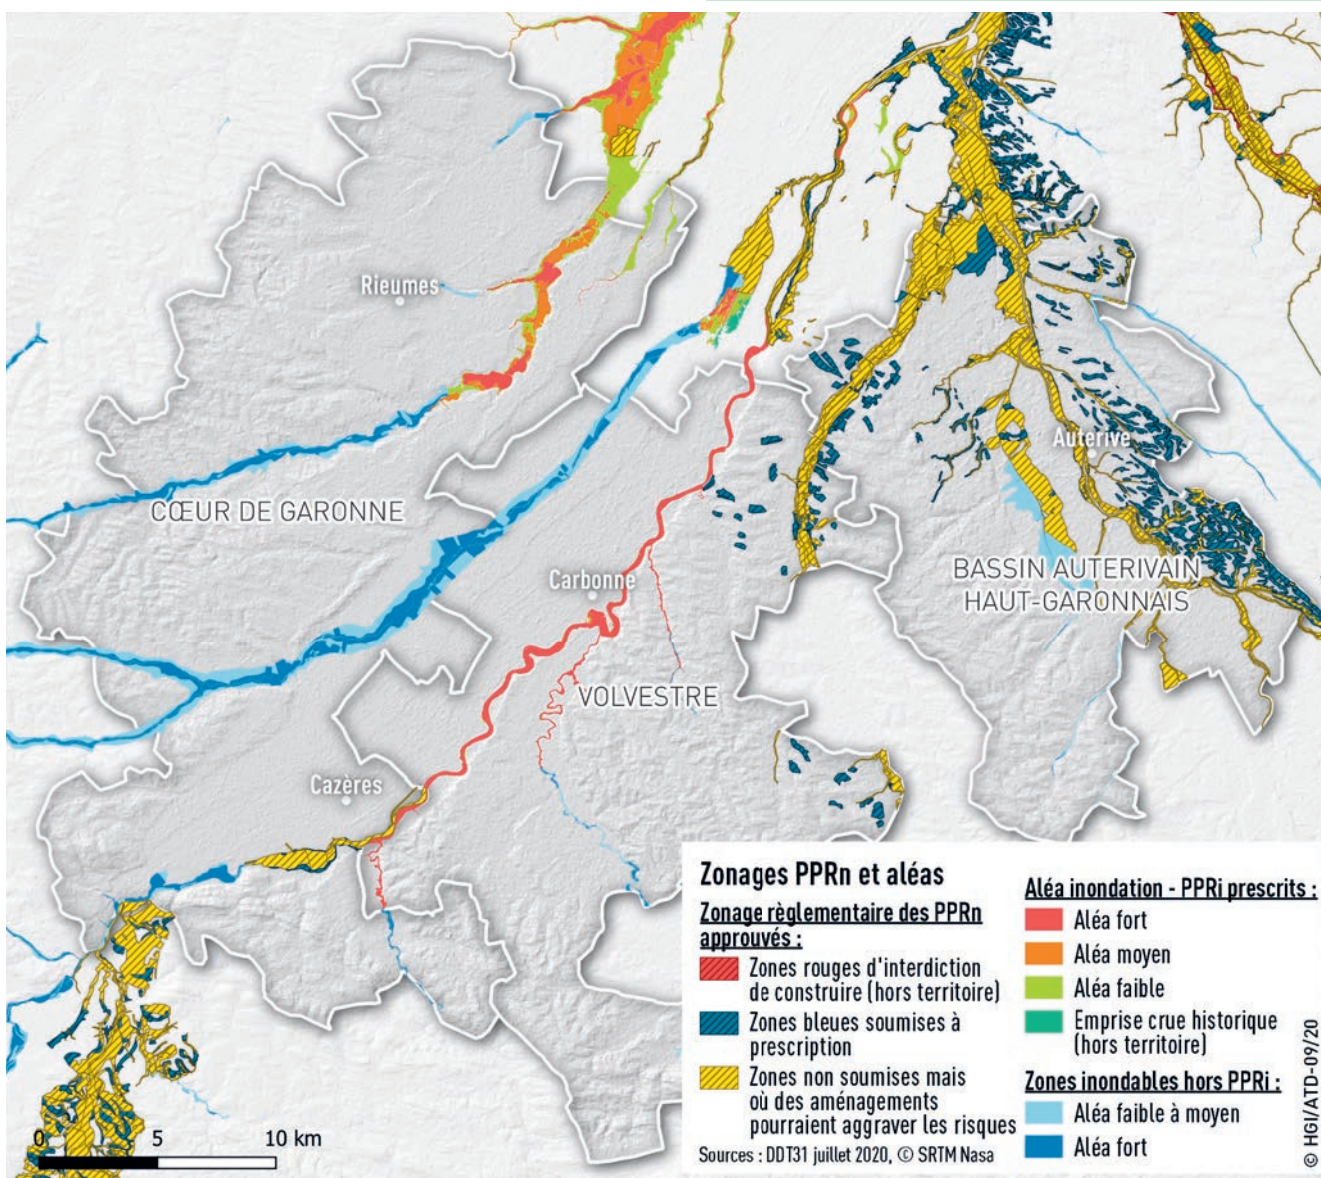 Rieumes
CŒUR DE GARONNE
Auterive
Carbonne
BASSIN AUTERIVAIN
HAUT-GARONNAIS
VOLVESTRE
Cazères
Zonages PPRn et aléas
Zonage règlementaire des PPRn
approuvés :
Zones rouges d'interdiction
de construire (hors territoire)
Zones bleues soumises à
prescription
Zones non soumises mais
où des aménagements
pourraient aggraver les risques
Sources : DDT31 juillet 2020, © SRTM Nasa
Aléa inondation - PPRi prescrits :
Aléa fort
Aléa moyen
Aléa faible
Emprise crue historique
(hors territoire)
Zones inondables hors PPRi :
Aléa faible à moyen
Aléa fort
© HGI/ATD-09/20
0 5 10 km